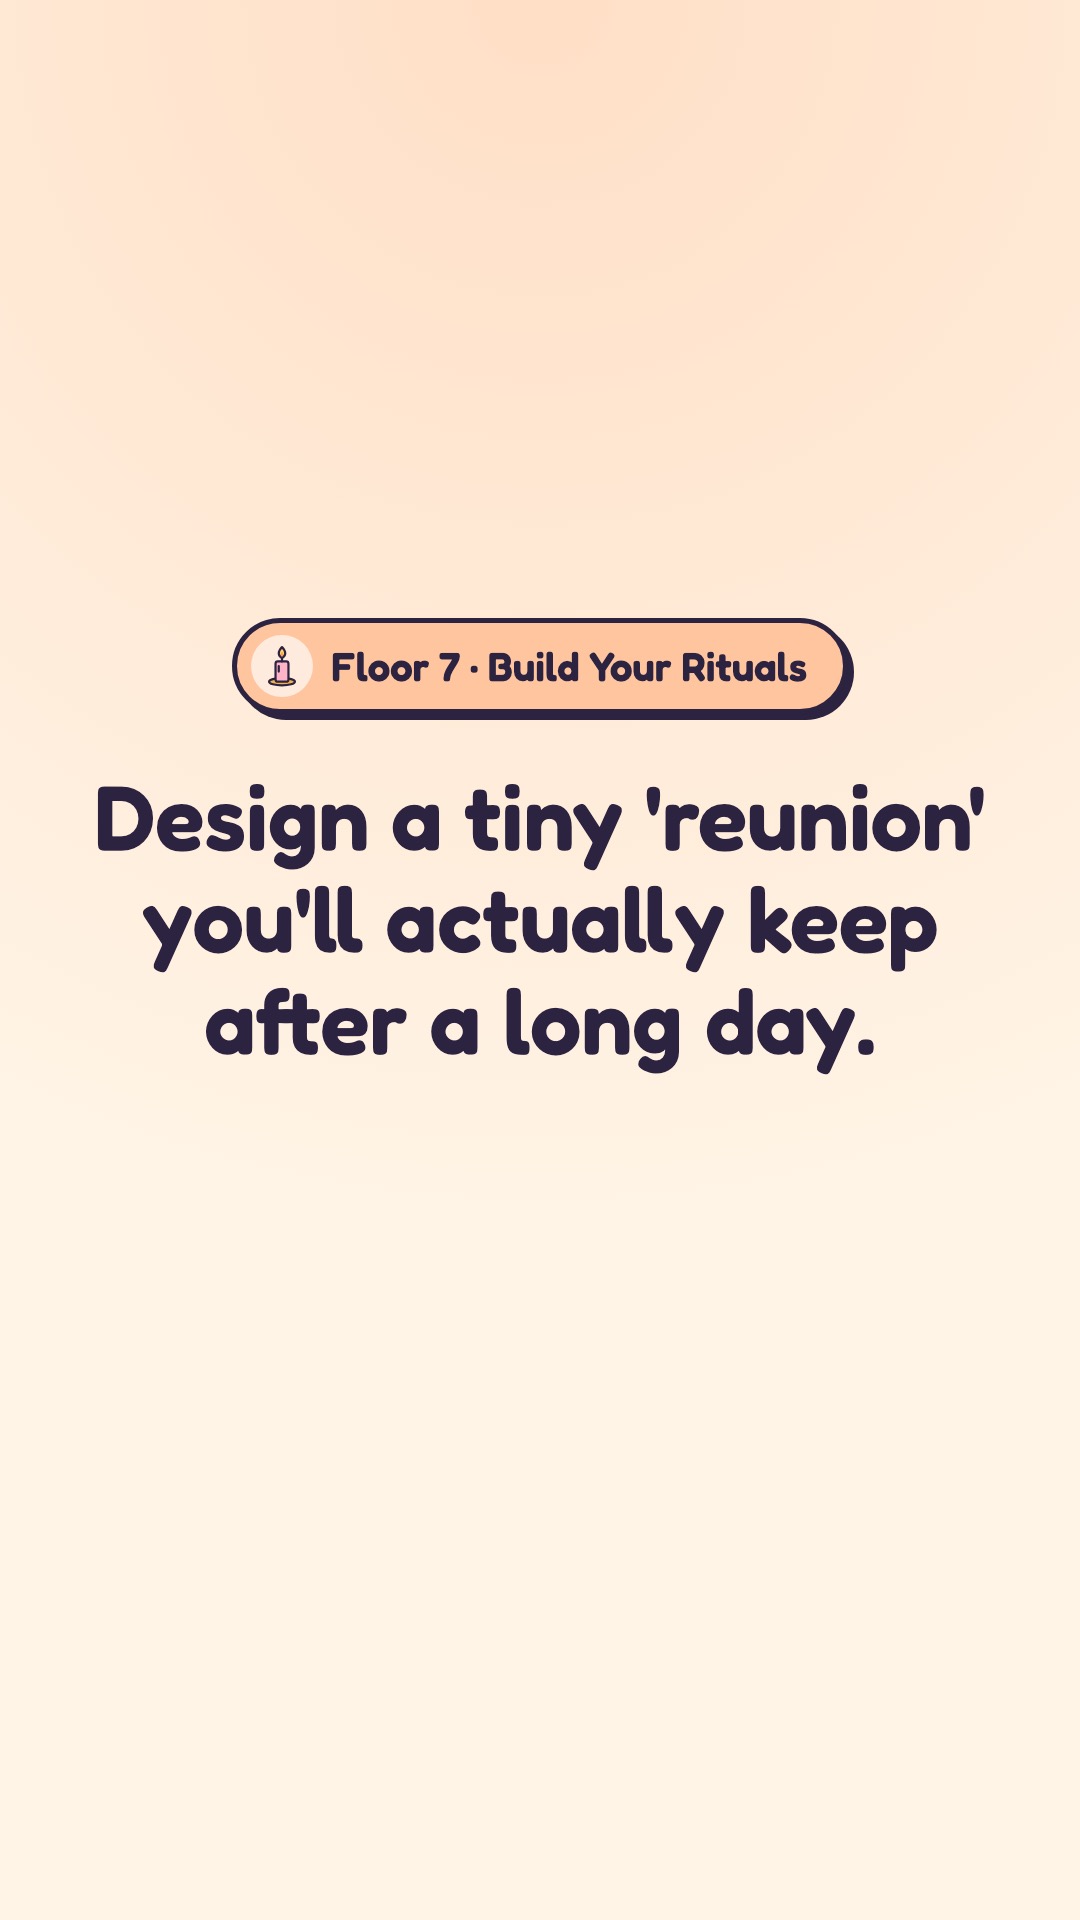 Floor 7 · Build Your Rituals
Design a tiny 'reunion'
you'll actually keep
after a long day.